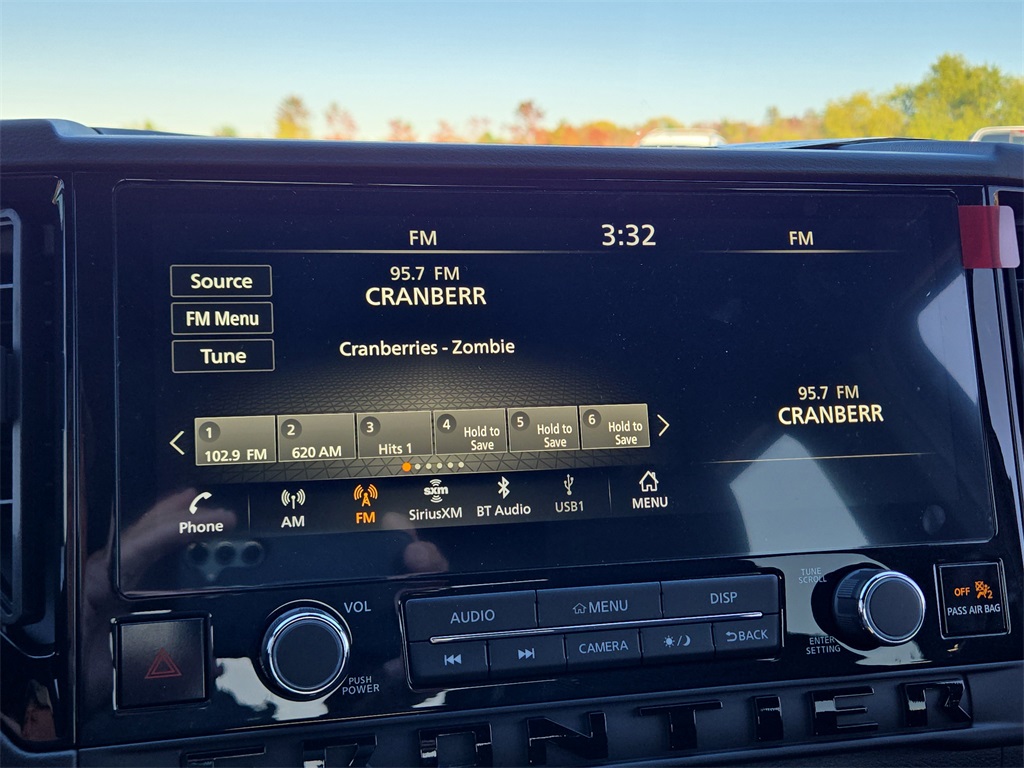 FM 3:32 FM
Source
FM Menu
Tune
95.7 FM
CRANBERR
Cranberries - Zombie
95.7 FM
CRANBERR
1 2 3 4 5 6
102.9 FM 620 AM Hits 1 Hold to Save Hold to Save Hold to Save
Phone AM FM sxm SiriusXM BT Audio USB1 MENU
VOL
PUSH
POWER
AUDIO MENU DISP
CAMERA BACK
TUNE
SCROLL
ENTER
SETTING
OFF 2
PASS AIR BAG
FRONTIER